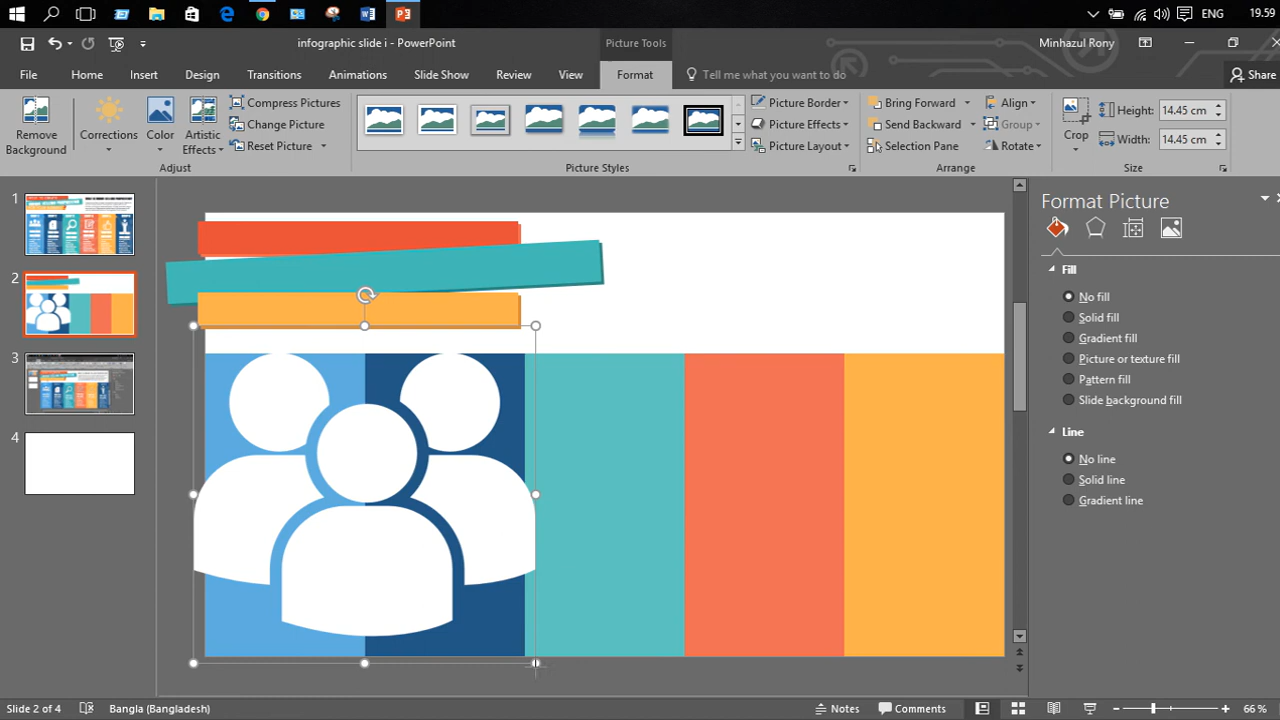 ENG
19.59
infographic slide i - PowerPoint
Picture Tools
Minhazul Rony
File
Home
Insert
Design
Transitions
Animations
Slide Show
Review
View
Format
Tell me what you want to do
Share
Remove
Background
Corrections
Color
Artistic
Effects
Compress Pictures
Change Picture
Reset Picture
Adjust
Picture Styles
Picture Border
Picture Effects
Picture Layout
Bring Forward
Send Backward
Selection Pane
Align
Group
Rotate
Arrange
Crop
Height:
14.45 cm
Width:
14.45 cm
Size
1
2
3
4
Format Picture
Fill
No fill
Solid fill
Gradient fill
Picture or texture fill
Pattern fill
Slide background fill
Line
No line
Solid line
Gradient line
Slide 2 of 4
Bangla (Bangladesh)
Notes
Comments
66 %